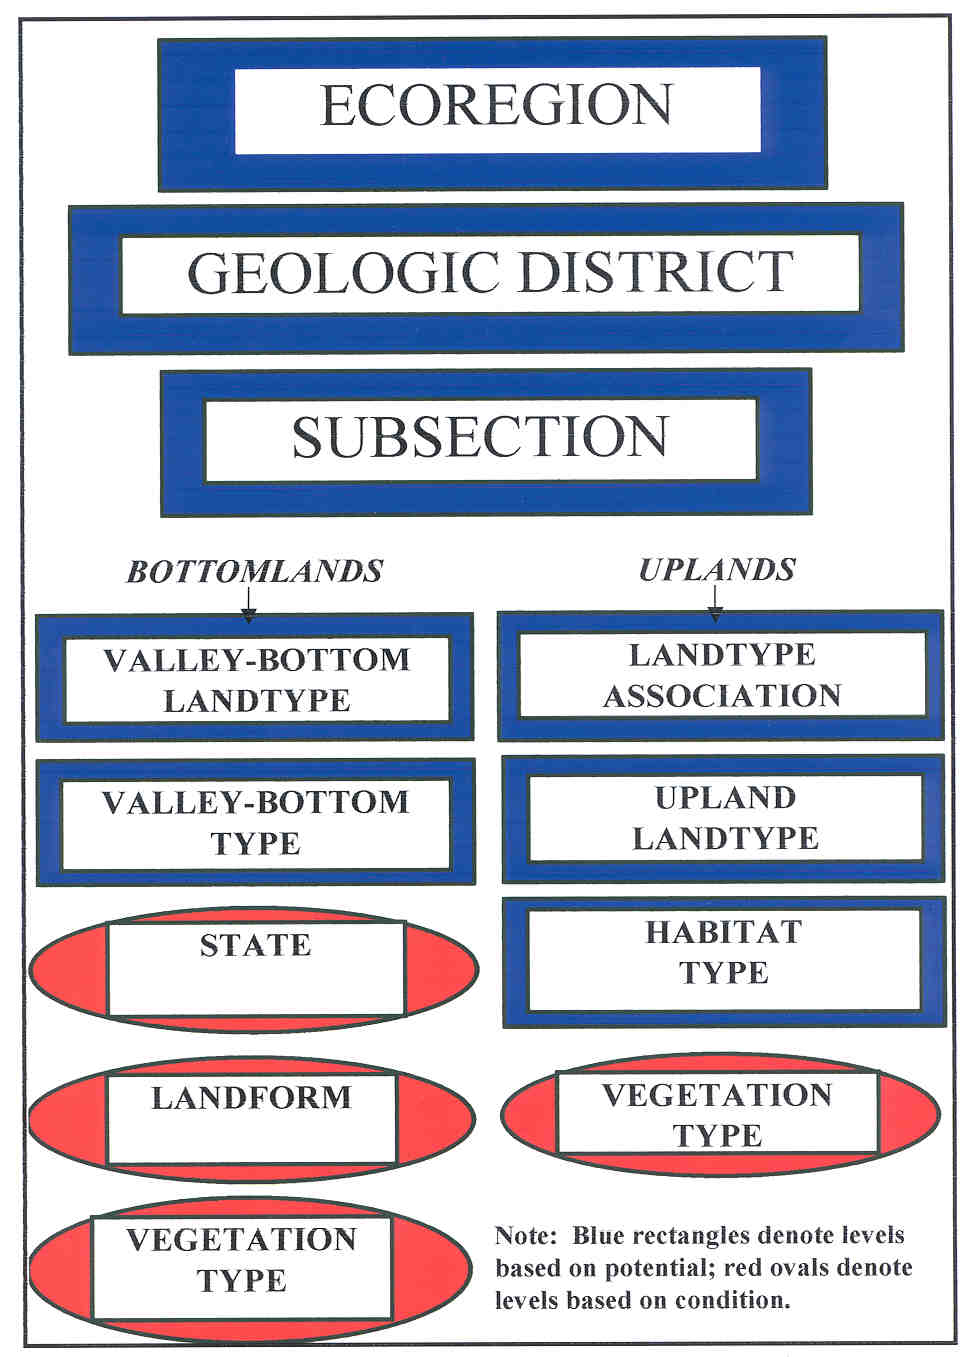 ECOREGION
GEOLOGIC DISTRICT
SUBSECTION
BOTTOMLANDS
VALLEY-BOTTOM
LANDTYPE
VALLEY-BOTTOM
TYPE
STATE
LANDFORM
VEGETATION
TYPE
UPLANDS
LANDTYPE
ASSOCIATION
UPLAND
LANDTYPE
HABITAT
TYPE
VEGETATION
TYPE
Note: Blue rectangles denote levels
based on potential; red ovals denote
levels based on condition.